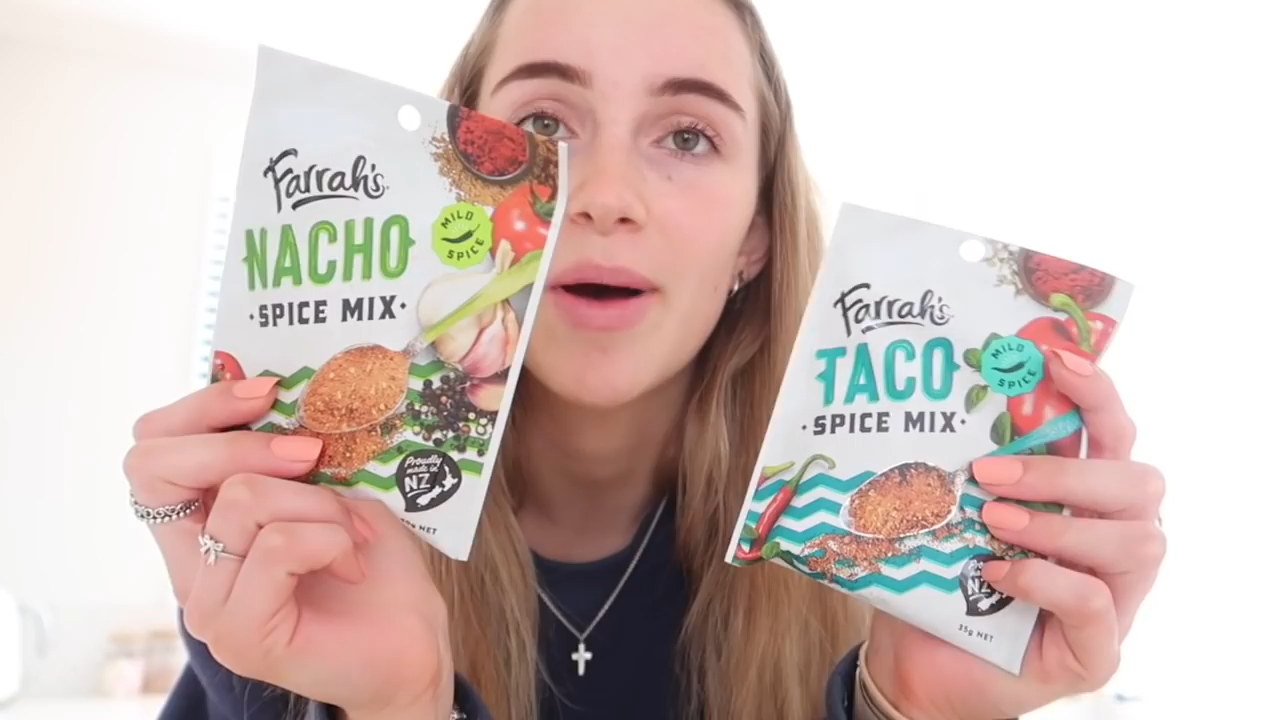 Farrah's
NACHO
SPICE MIX
MILD
SPICE
Proudly
made in
NZ
NET
Farrah's
TACO
SPICE MIX
MILD
SPICE
NZ
35g NET